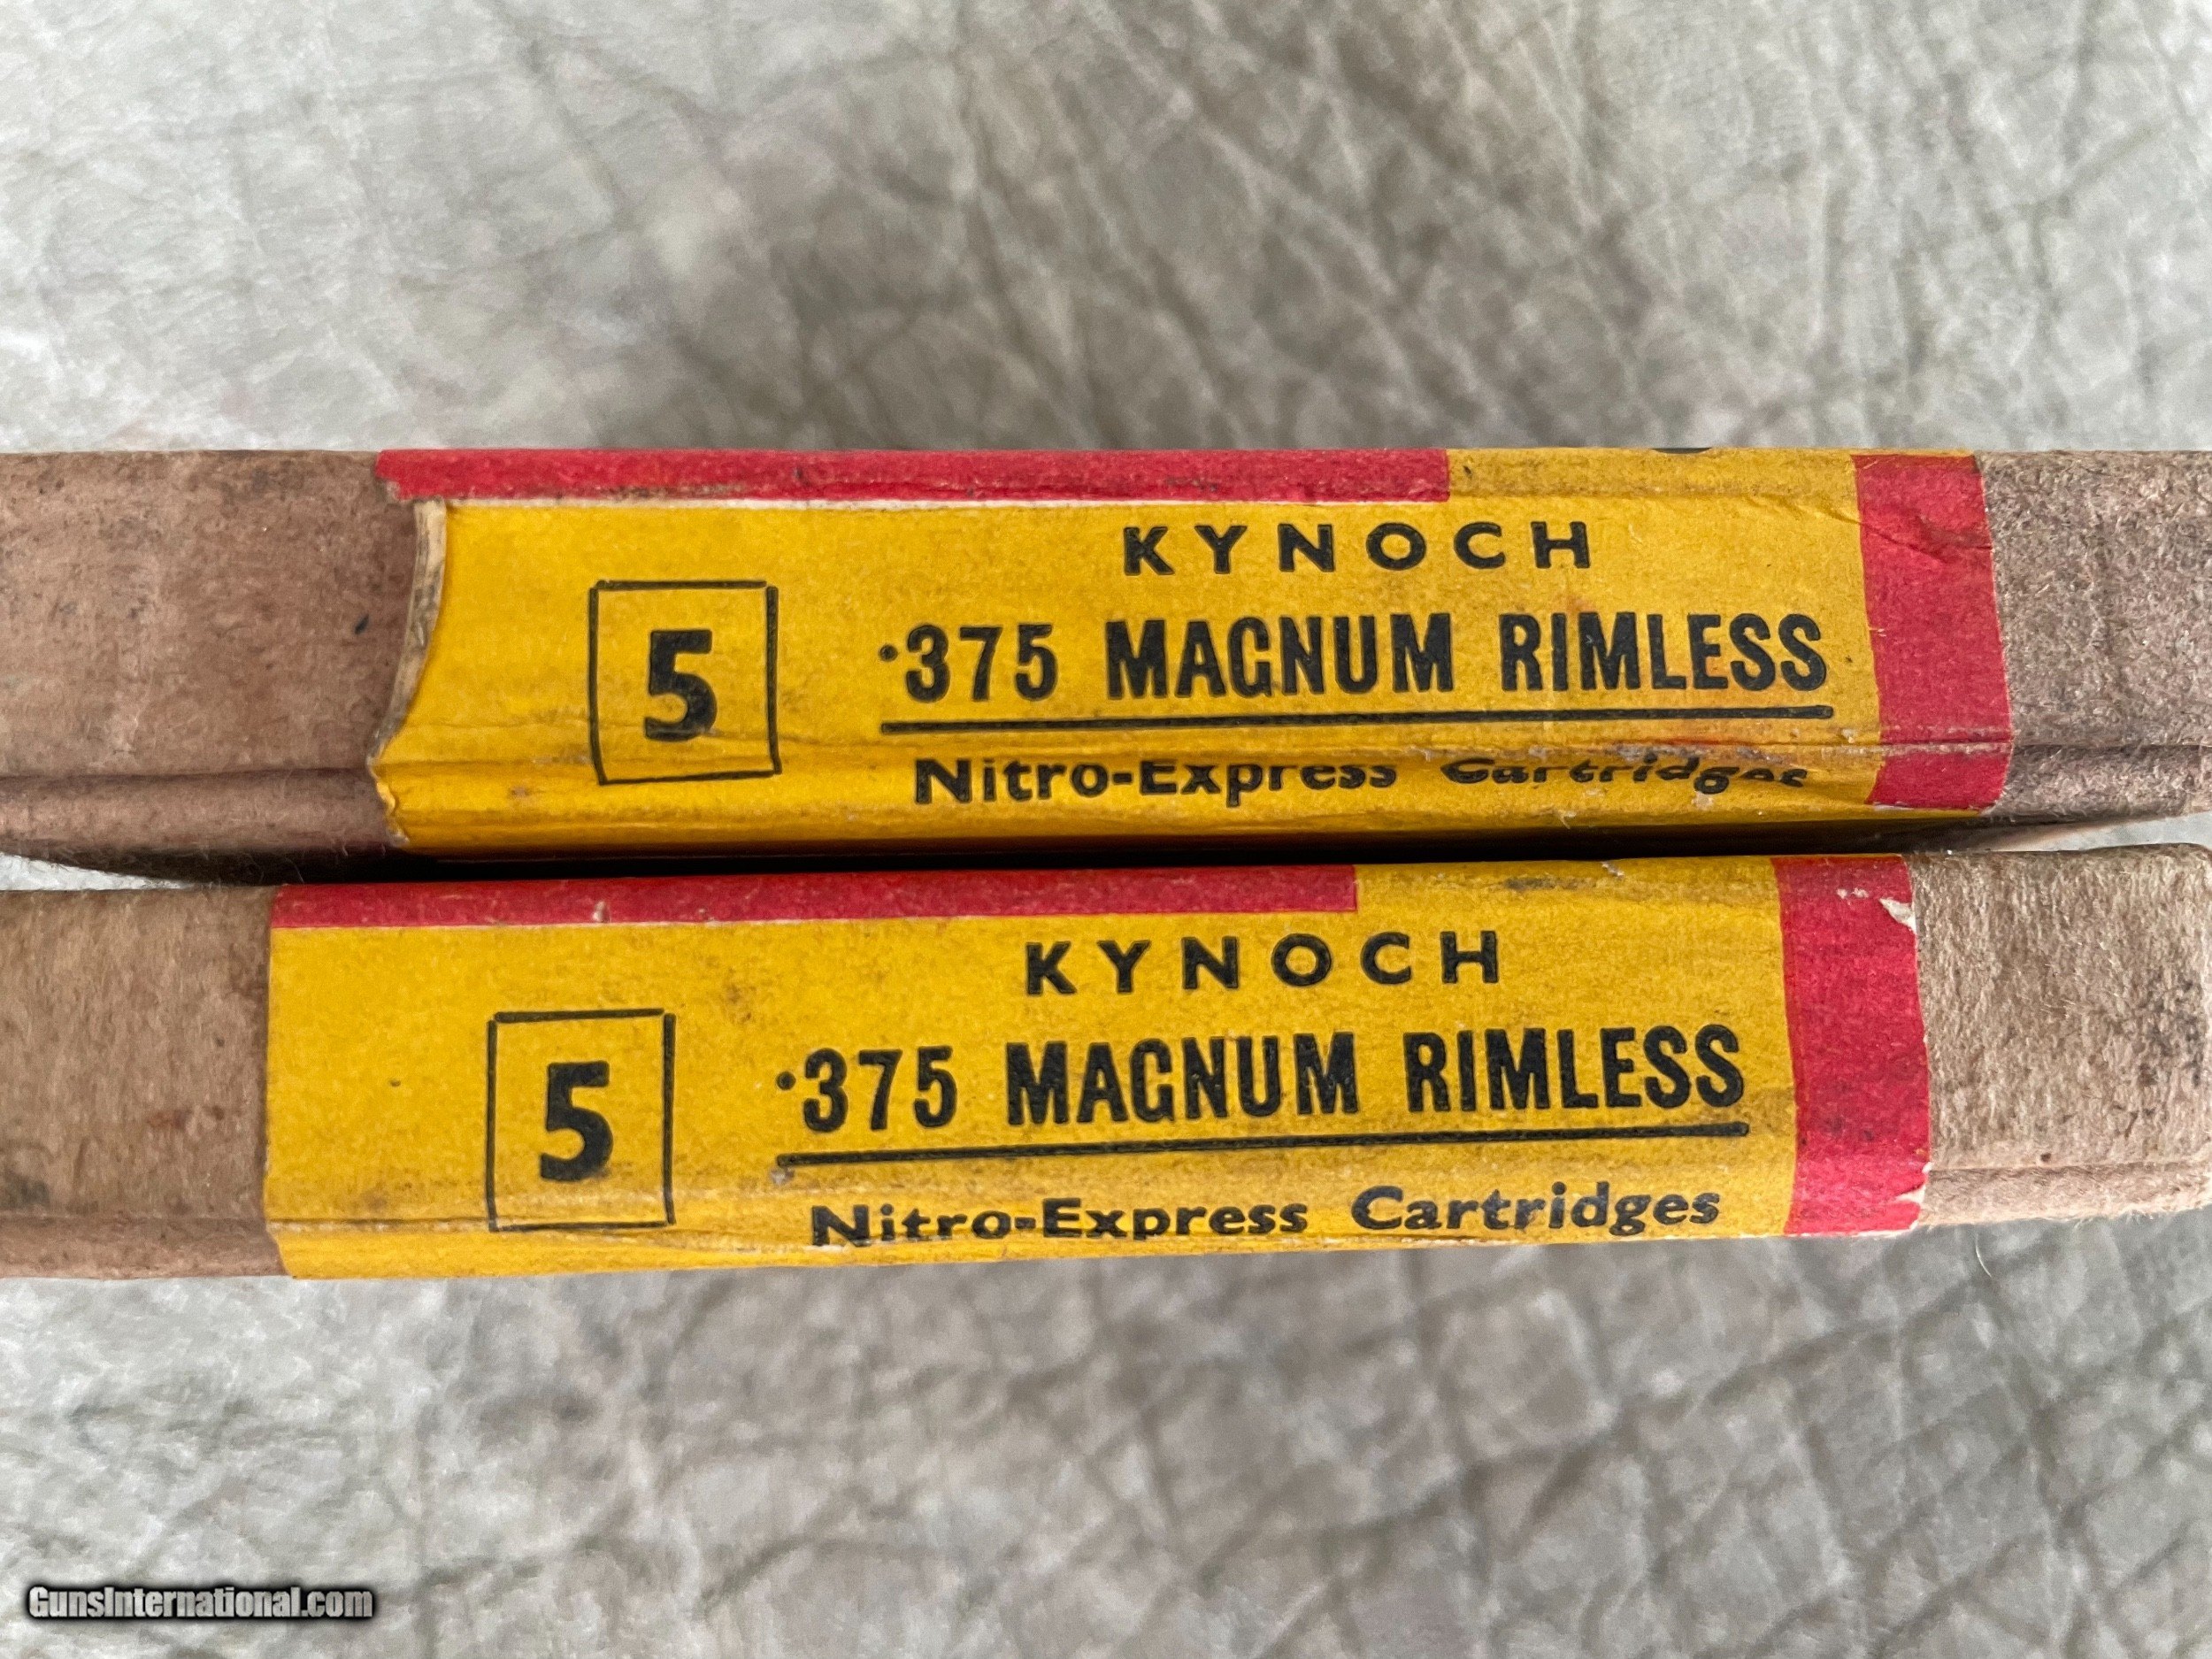 KYNOCH
5
·375 MAGNUM RIMLESS
Nitro-Express Cartridges
KYNOCH
5
·375 MAGNUM RIMLESS
Nitro-Express Cartridges
GunsInternational.com